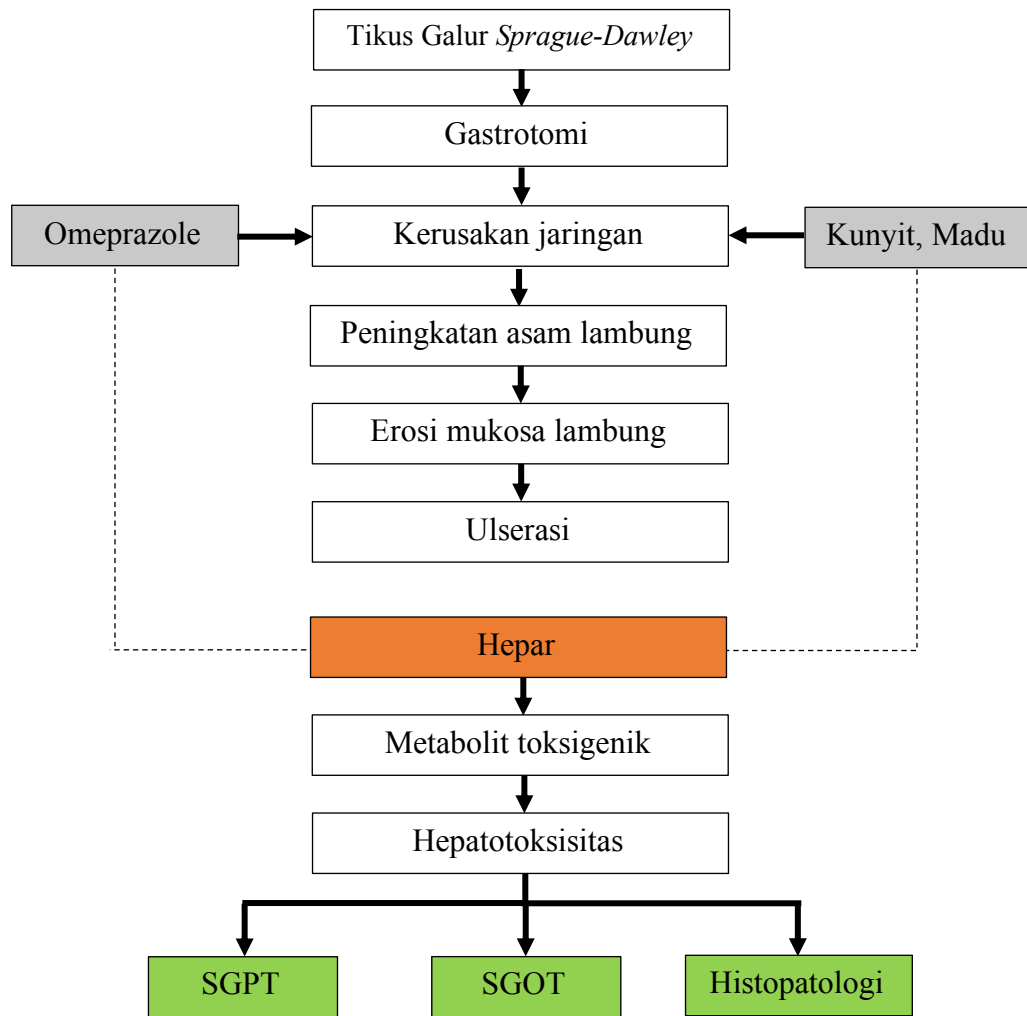 Tikus Galur Sprague-Dawley
Gastrotomi
Omeprazole
Kerusakan jaringan
Kunyit, Madu
Peningkatan asam lambung
Erosi mukosa lambung
Ulserasi
Hepar
Metabolit toksigenik
Hepatotoksisitas
SGPT
SGOT
Histopatologi